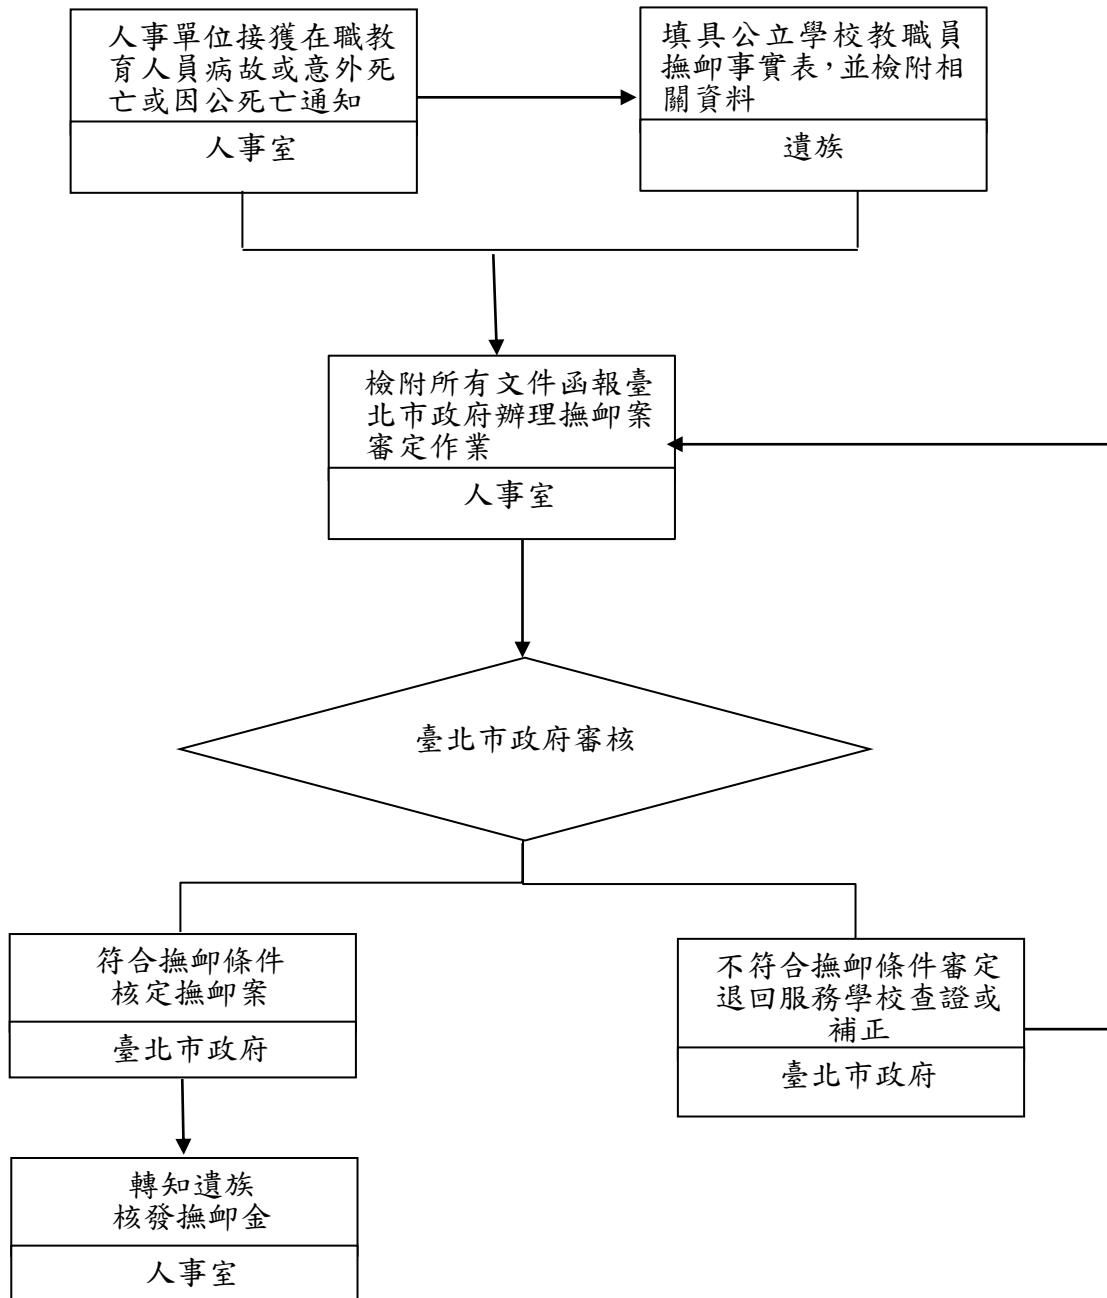 人事單位接獲在職教
育人員病故或意外死
亡或因公死亡通知
人事室
填具公立學校教職員
撫卹事實表，並檢附相
關資料
遺族
檢附所有文件函報臺
北市政府辦理撫卹案
審定作業
人事室
臺北市政府審核
符合撫卹條件
核定撫卹案
臺北市政府
不符合撫卹條件審定
退回服務學校查證或
補正
臺北市政府
轉知遺族
核發撫卹金
人事室